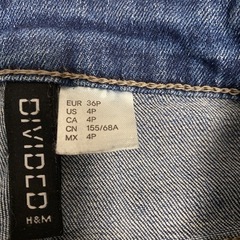 EUR 36P
US 4P
CA 4P
CN 155/68A
MX 4P
DIVIDED
H&M